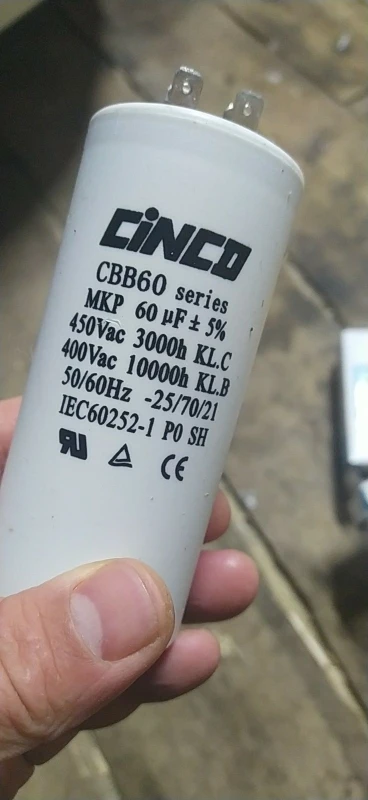 CiNCO
CBB60 series
MKP 60 µF ± 5%
450Vac 3000h KL.C
400Vac 10000h KL.B
50/60Hz -25/70/21
IEC60252-1 P0 SH
CE